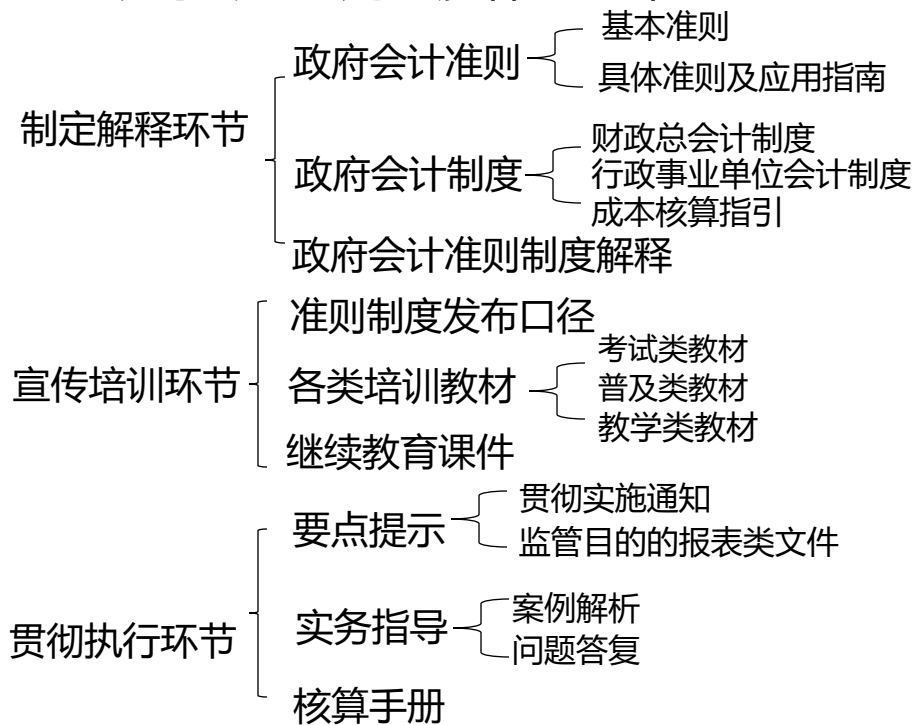 制定解释环节
政府会计准则
基本准则
具体准则及应用指南
政府会计制度
财政总会计制度
行政事业单位会计制度
成本核算指引
政府会计准则制度解释
宣传培训环节
准则制度发布口径
各类培训教材
考试类教材
普及类教材
教学类教材
继续教育课件
贯彻执行环节
要点提示
贯彻实施通知
监管目的的报表类文件
实务指导
案例解析
问题答复
核算手册